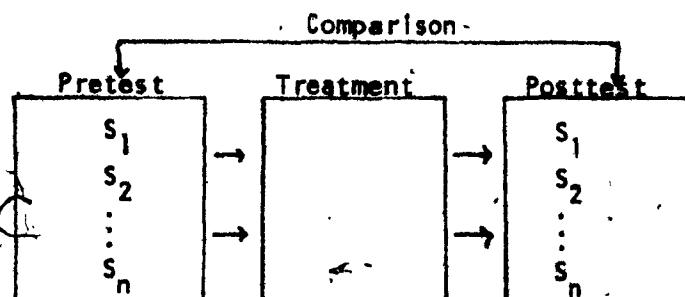 Comparison
Pretest Treatment Posttest
S1 S1
S2 S2
Sn Sn